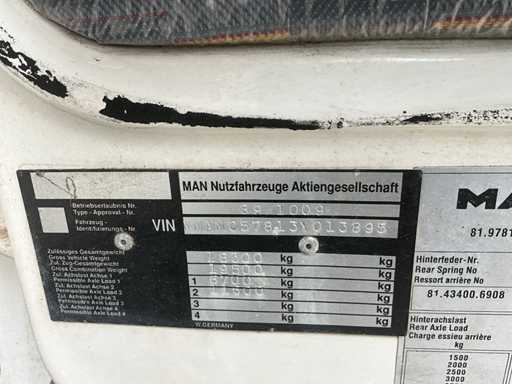 MAN Nutzfahrzeuge Aktiengesellschaft
Betriebserlaubnis Nr.
Type - Approval - Nr.
Fahrzeug -
Identifizierungs - Nr.
VIN
Zulässiges Gesamtgewicht
Gross Vehicle Weight
Zul. Zug-Gesamtgewicht
Gross Combination Weight
Zul. Achslast Achse 1
Permissible Axle Load 1
Zul. Achslast Achse 2
Permissible Axle Load 2
Zul. Achslast Achse 3
Permissible Axle Load 3
Zul. Achslast Achse 4
Permissible Axle Load 4
kg kg
kg kg
1 kg kg
2 kg kg
3 kg kg
4 kg kg
W. GERMANY
81.9781
Hinterfeder-Nr.
Rear Spring No
Ressort arrière No
81.43400.6908
Hinterachslast
Rear Axle Load
Charge essieu arrière
kg
1500
2000
2500
3000